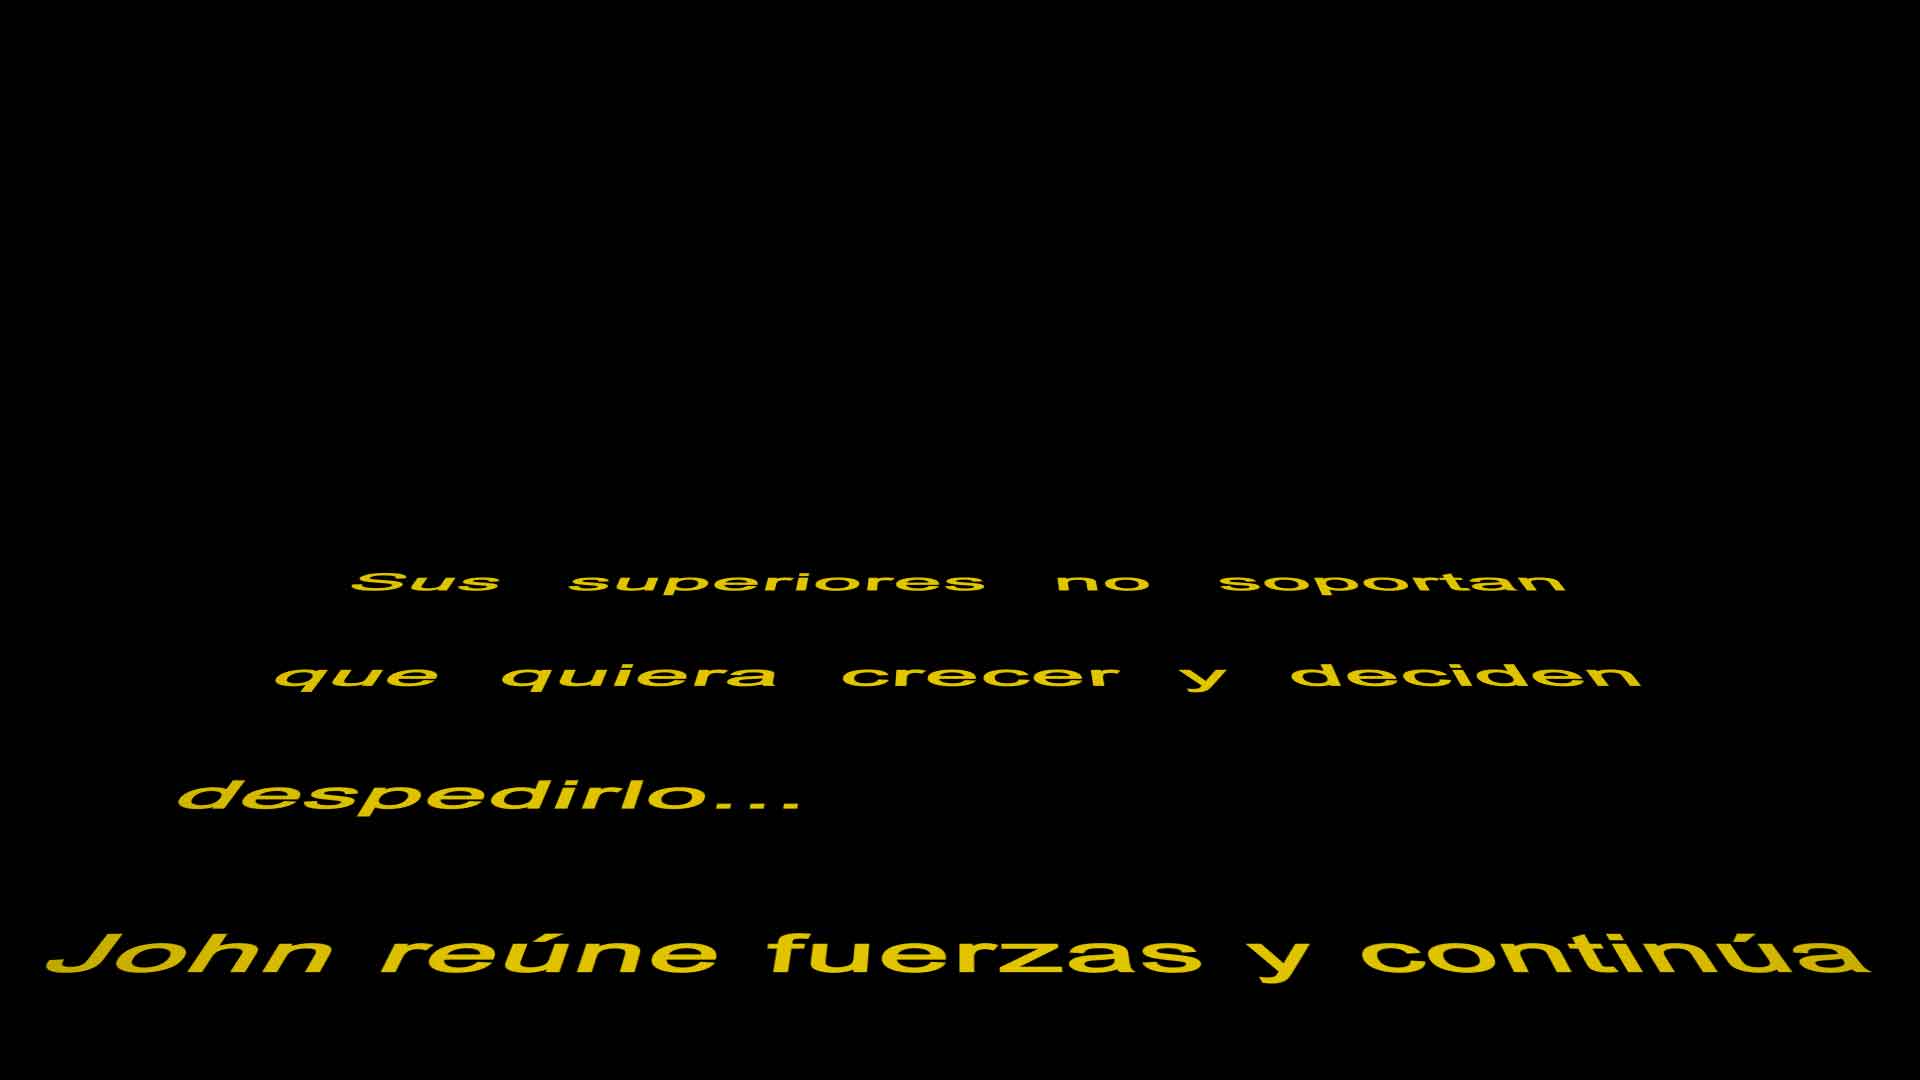 Sus superiores no soportan
que quiera crecer y deciden
despedirlo...
John reúne fuerzas y continúa